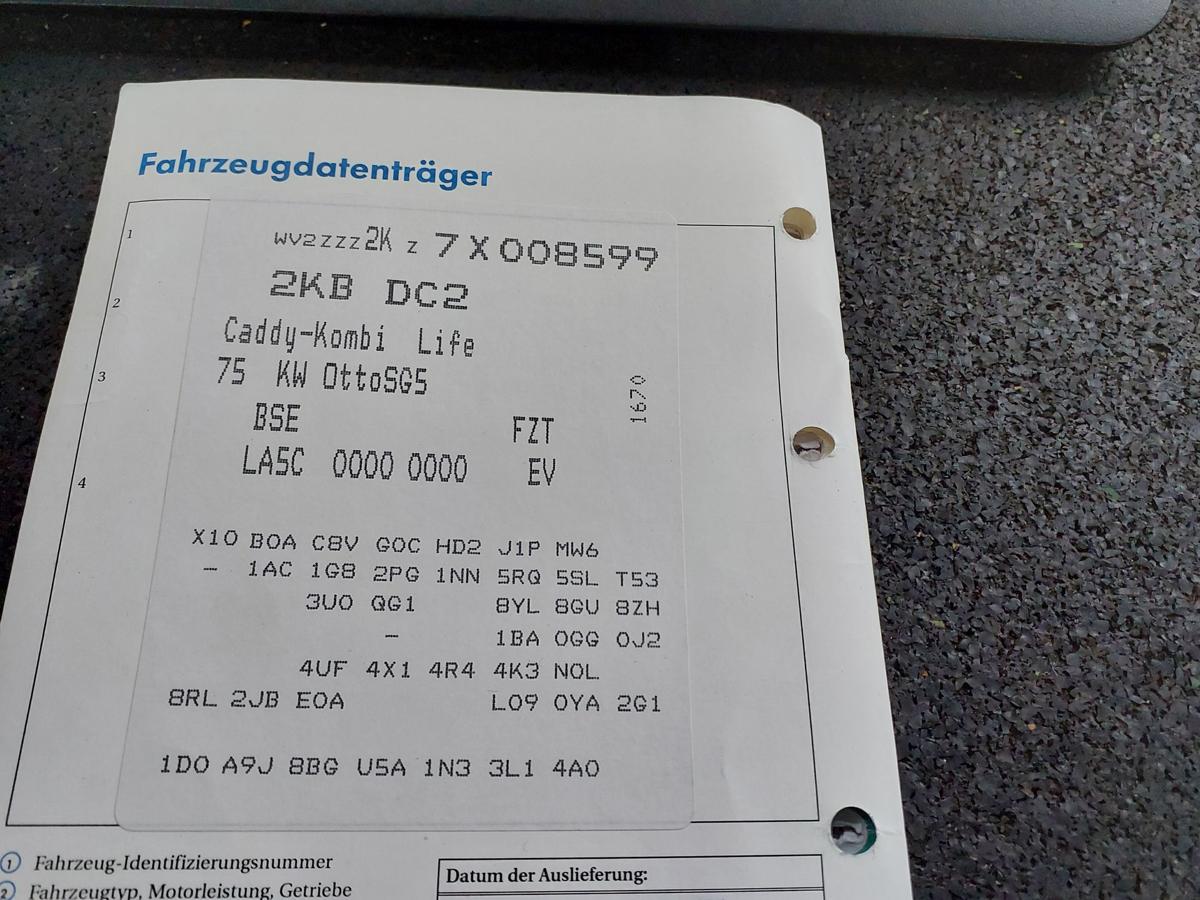 Fahrzeugdatenträger
1
WV2ZZZ2K Z 7X008599
2KB DC2
2
Caddy-Kombi Life
3
75 KW OttoSG5
1670
BSE FZT
4
LA5C 0000 0000 EV
X10 B0A C8V G0C HD2 J1P MW6
- 1AC 1G8 2PG 1NN 5RQ 5SL T53
3U0 QG1 8YL 8GU 8ZH
- 1BA 0GG 0J2
4UF 4X1 4R4 4K3 N0L
8RL 2JB E0A L09 0YA 2G1
1D0 A9J 8BG U5A 1N3 3L1 4A0
1 Fahrzeug-Identifizierungsnummer
2 Fahrzeugtyp, Motorleistung, Getriebe
Datum der Auslieferung: